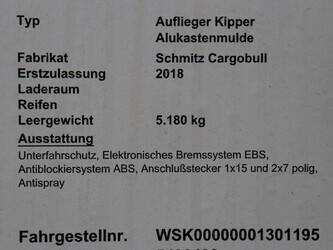 Typ Auflieger Kipper
Alukastenmulde
Fabrikat Schmitz Cargobull
Erstzulassung 2018
Laderaum
Reifen
Leergewicht 5.180 kg
Ausstattung
Unterfahrschutz, Elektronisches Bremssystem EBS,
Antiblockiersystem ABS, Anschlußstecker 1x15 und 2x7 polig,
Antispray
Fahrgestellnr. WSK00000001301195